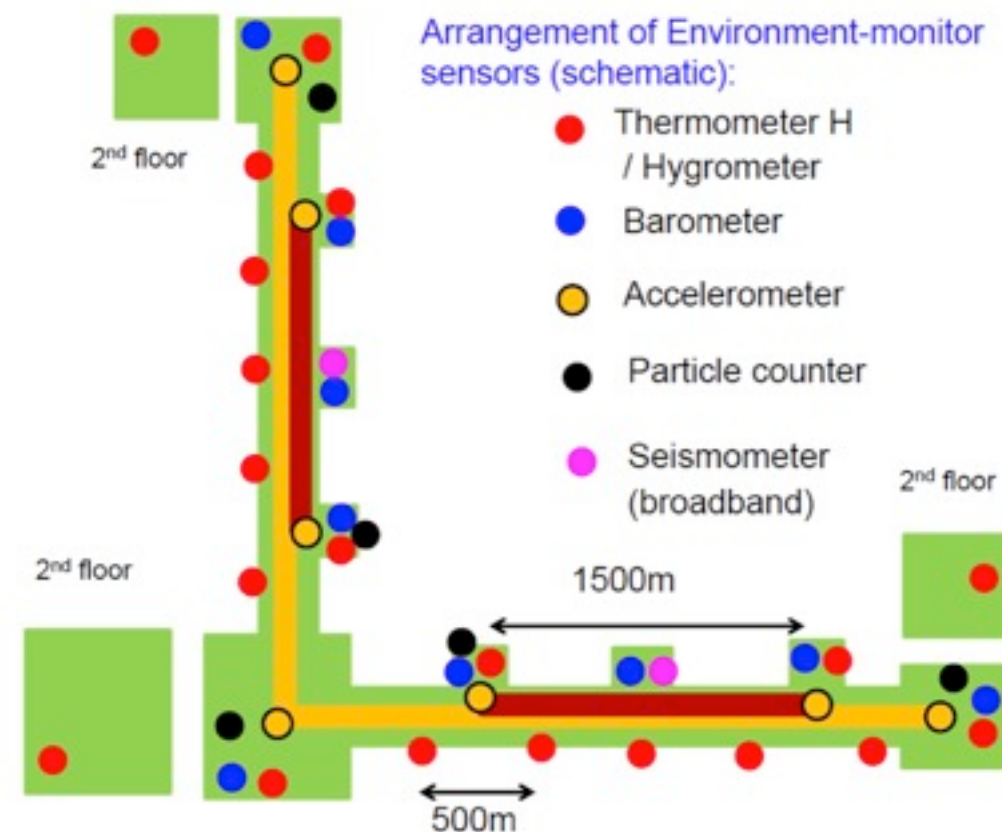 Arrangement of Environment-monitor
sensors (schematic):
Thermometer H
/ Hygrometer
Barometer
Accelerometer
Particle counter
Seismometer
(broadband)
2nd floor
2nd floor
2nd floor
1500m
500m